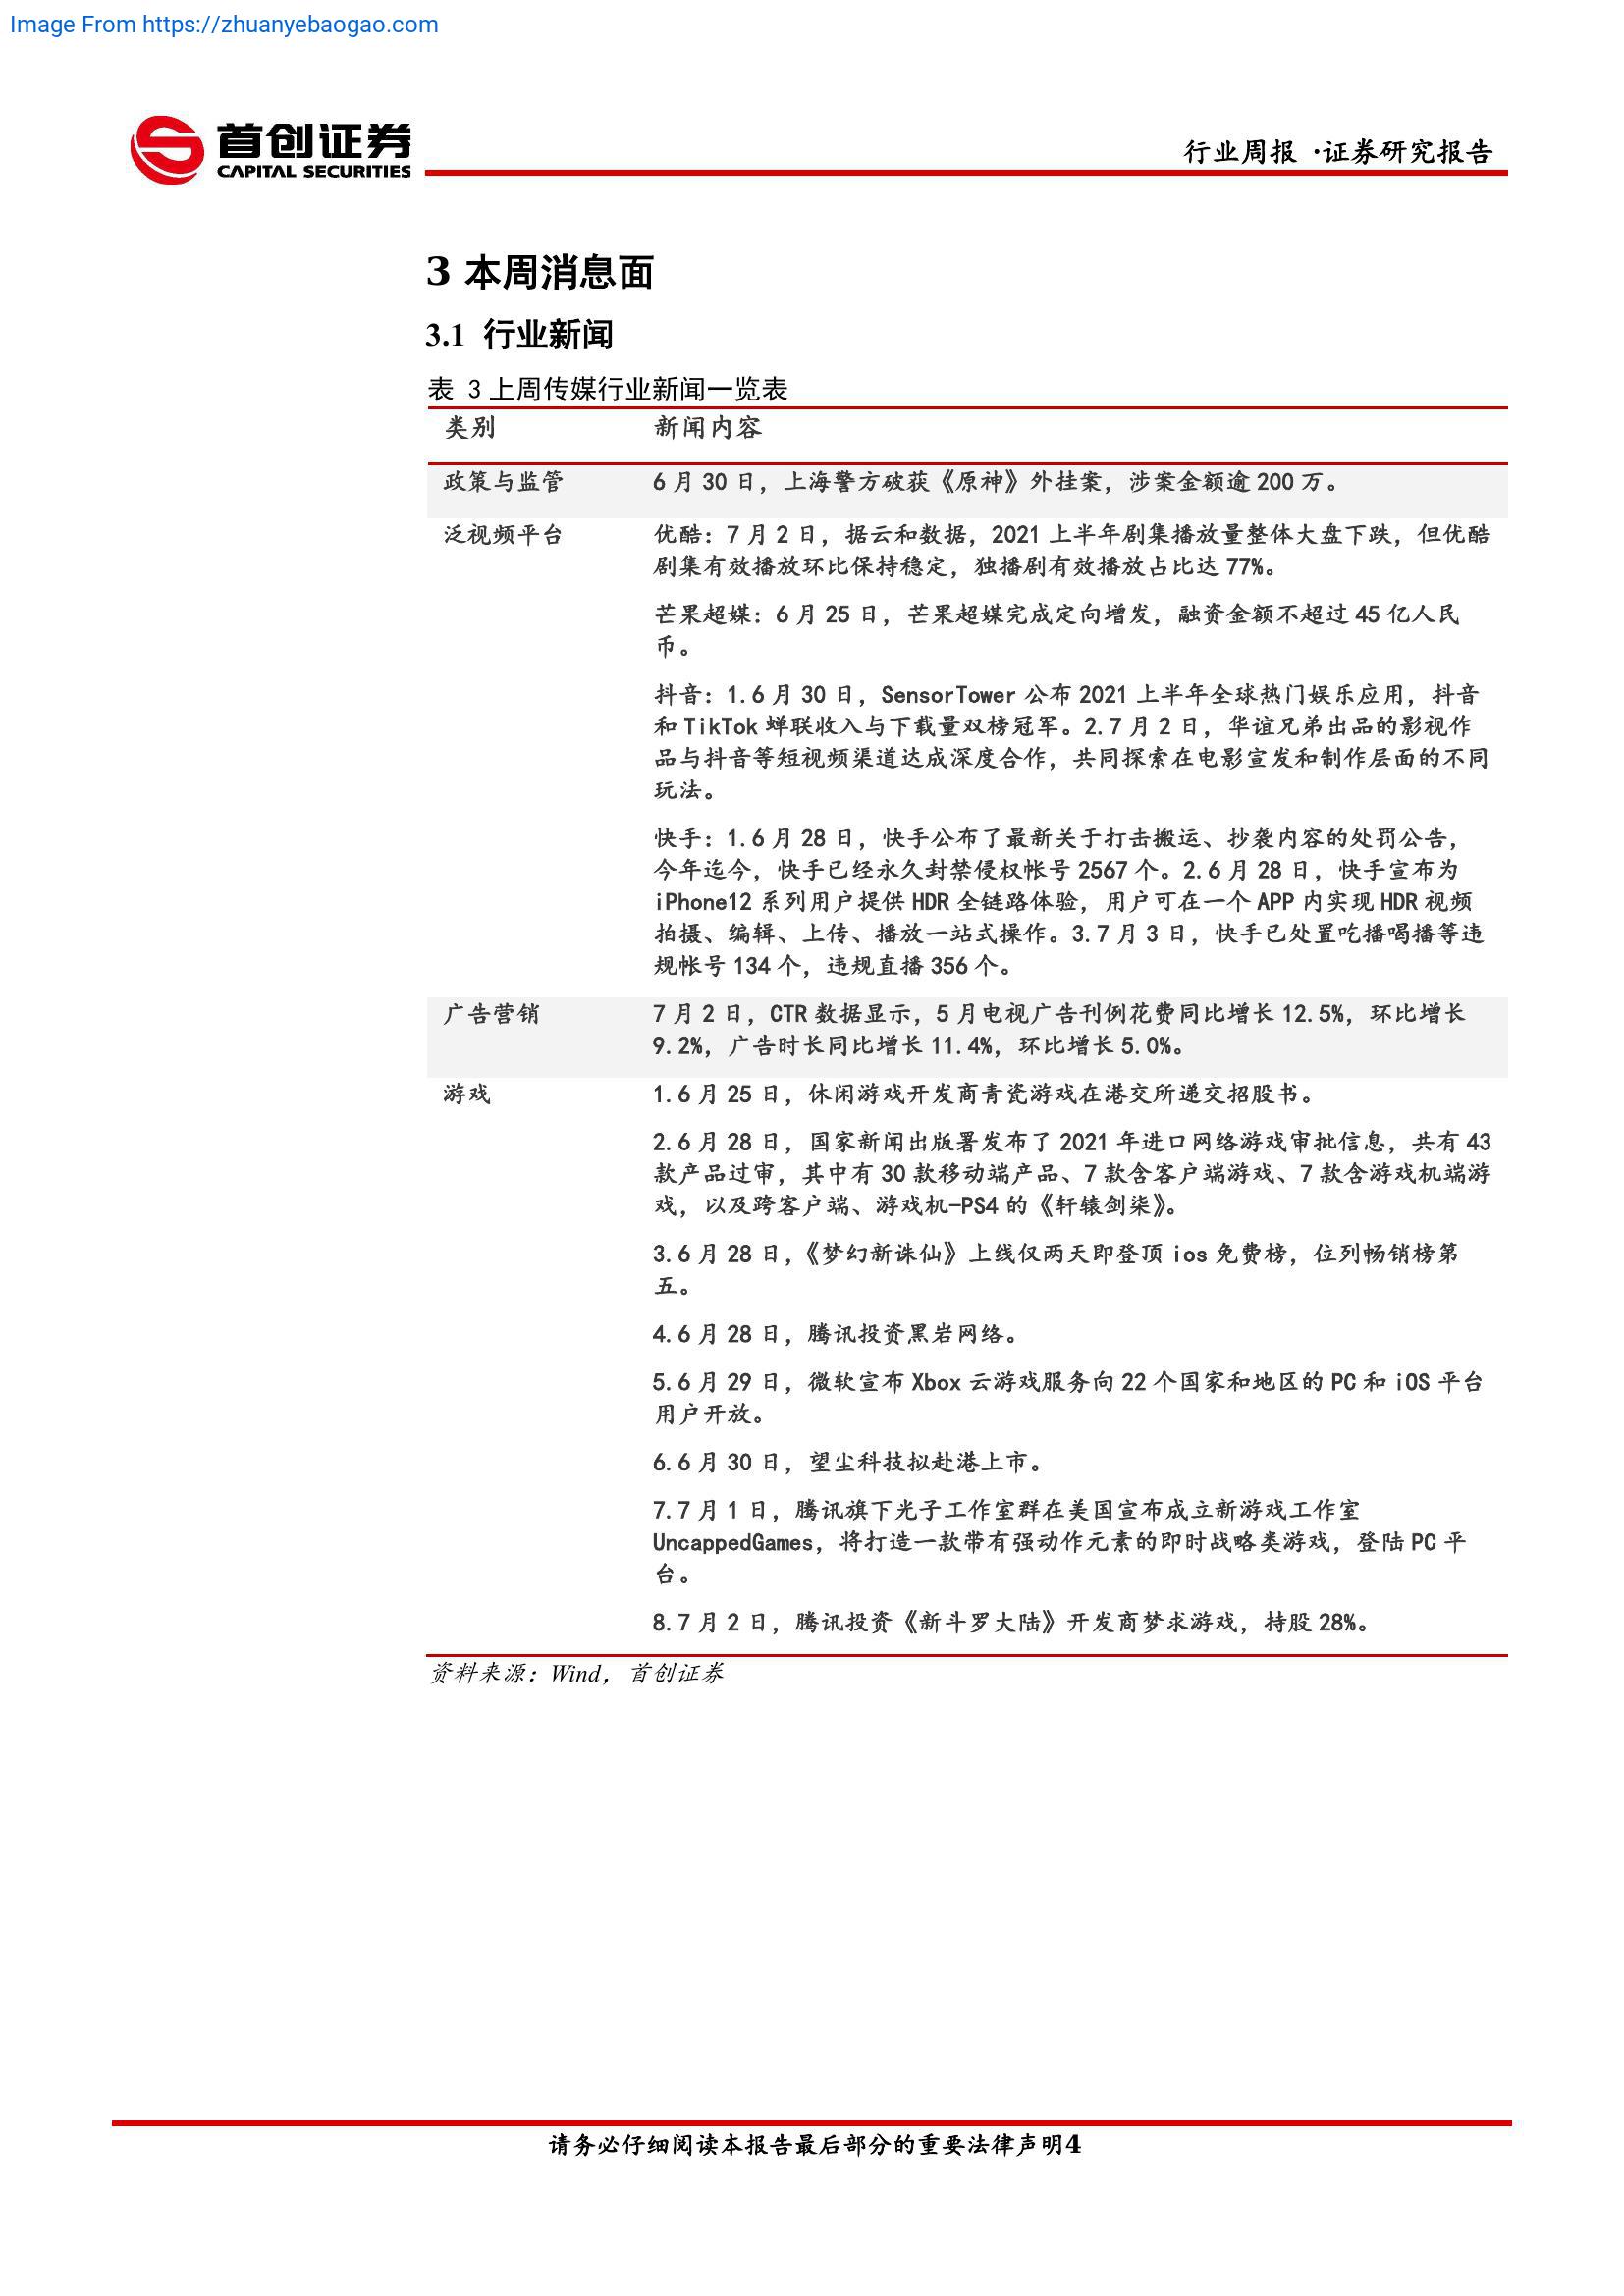 Image From https://zhuanyebaogao.com
首创证券
CAPITAL SECURITIES
行业周报 ·证券研究报告
3 本周消息面
3.1 行业新闻
表 3 上周传媒行业新闻一览表
类别 新闻内容
政策与监管 6 月 30 日，上海警方破获《原神》外挂案，涉案金额逾 200 万。
泛视频平台 优酷：7 月 2 日，据云和数据，2021 上半年剧集播放量整体大盘下跌，但优酷
剧集有效播放环比保持稳定，独播剧有效播放占比达 77%。
芒果超媒：6 月 25 日，芒果超媒完成定向增发，融资金额不超过 45 亿人民
币。
抖音：1.6 月 30 日，SensorTower 公布 2021 上半年全球热门娱乐应用，抖音
和 TikTok 蝉联收入与下载量双榜冠军。2.7 月 2 日，华谊兄弟出品的影视作
品与抖音等短视频渠道达成深度合作，共同探索在电影宣发和制作层面的不同
玩法。
快手：1.6 月 28 日，快手公布了最新关于打击搬运、抄袭内容的处罚公告，
今年迄今，快手已经永久封禁侵权帐号 2567 个。2.6 月 28 日，快手宣布为
iPhone12 系列用户提供 HDR 全链路体验，用户可在一个 APP 内实现 HDR 视频
拍摄、编辑、上传、播放一站式操作。3.7 月 3 日，快手已处置吃播喝播等违
规帐号 134 个，违规直播 356 个。
广告营销 7 月 2 日，CTR 数据显示，5 月电视广告刊例花费同比增长 12.5%，环比增长
9.2%，广告时长同比增长 11.4%，环比增长 5.0%。
游戏 1.6 月 25 日，休闲游戏开发商青瓷游戏在港交所递交招股书。
2.6 月 28 日，国家新闻出版署发布了 2021 年进口网络游戏审批信息，共有 43
款产品过审，其中有 30 款移动端产品、7 款含客户端游戏、7 款含游戏机端游
戏，以及跨客户端、游戏机-PS4 的《轩辕剑柒》。
3.6 月 28 日，《梦幻新诛仙》上线仅两天即登顶 ios 免费榜，位列畅销榜第
五。
4.6 月 28 日，腾讯投资黑岩网络。
5.6 月 29 日，微软宣布 Xbox 云游戏服务向 22 个国家和地区的 PC 和 iOS 平台
用户开放。
6.6 月 30 日，望尘科技拟赴港上市。
7.7 月 1 日，腾讯旗下光子工作室群在美国宣布成立新游戏工作室
UncappedGames，将打造一款带有强动作元素的即时战略类游戏，登陆 PC 平
台。
8.7 月 2 日，腾讯投资《新斗罗大陆》开发商梦求游戏，持股 28%。
资料来源：Wind，首创证券
请务必仔细阅读本报告最后部分的重要法律声明4